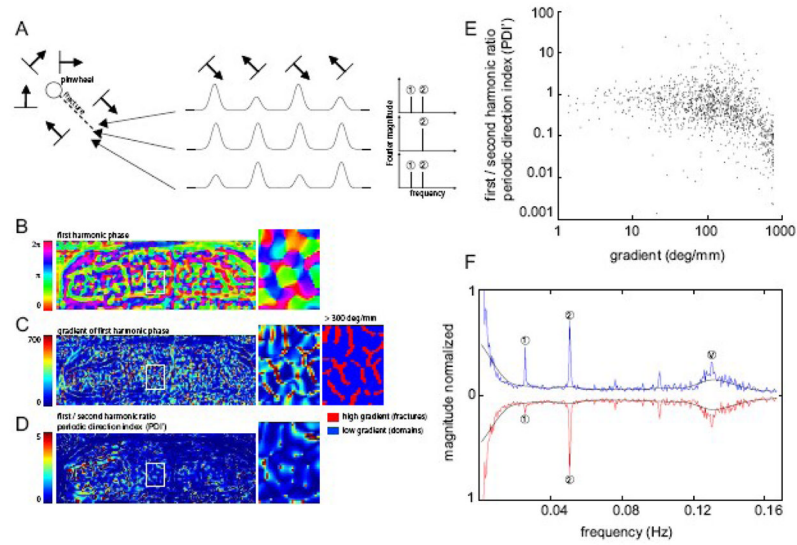 A
pinwheel
fracture
Fourier magnitude
① ②
②
① ②
frequency
B
first harmonic phase
2π
π
0
C
gradient of first harmonic phase
> 300 deg/mm
700
0
high gradient (fractures)
low gradient (domains)
D
first / second harmonic ratio
periodic direction index (PDI')
5
0
E
first / second harmonic ratio
periodic direction index (PDI')
100
10
1
0.1
0.01
0.001
1 10 100 1000
gradient (deg/mm)
F
magnitude normalized
1
0
1
① ② V
① ②
0.04 0.08 0.12 0.16
frequency (Hz)